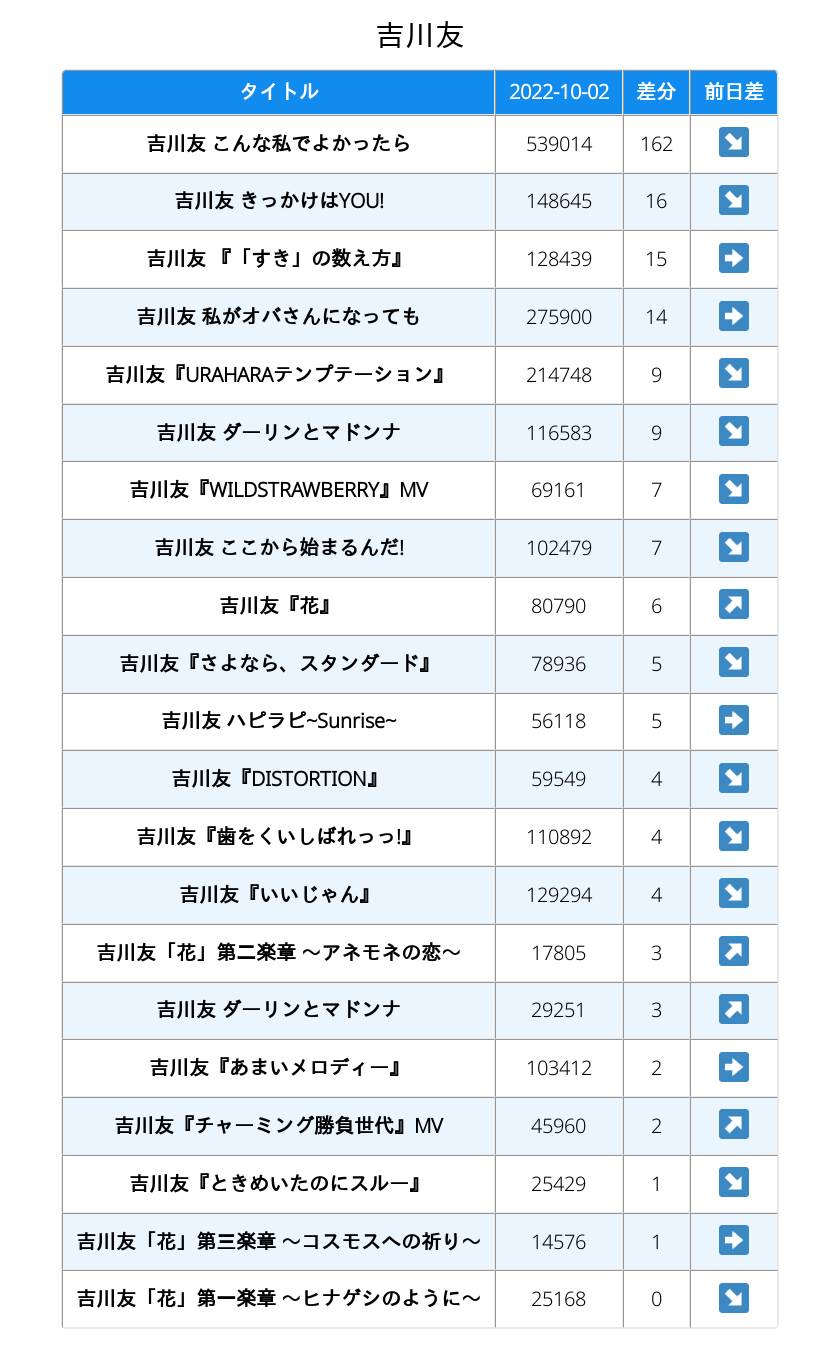 吉川友
タイトル 2022-10-02 差分 前日差
吉川友 こんな私でよかったら 539014 162 ↘
吉川友 きっかけはYOU! 148645 16 ↘
吉川友 『「すき」の数え方』 128439 15 ➡
吉川友 私がオバさんになっても 275900 14 ➡
吉川友『URAHARAテンプテーション』 214748 9 ↘
吉川友 ダーリンとマドンナ 116583 9 ↘
吉川友『WILDSTRAWBERRY』MV 69161 7 ↘
吉川友 ここから始まるんだ! 102479 7 ↘
吉川友『花』 80790 6 ↗
吉川友『さよなら、スタンダード』 78936 5 ↘
吉川友 ハピラピ~Sunrise~ 56118 5 ➡
吉川友『DISTORTION』 59549 4 ↘
吉川友『歯をくいしばれっっ!』 110892 4 ↘
吉川友『いいじゃん』 129294 4 ↘
吉川友「花」第二楽章 〜アネモネの恋〜 17805 3 ↗
吉川友 ダーリンとマドンナ 29251 3 ↗
吉川友『あまいメロディー』 103412 2 ➡
吉川友『チャーミング勝負世代』MV 45960 2 ↗
吉川友『ときめいたのにスルー』 25429 1 ↘
吉川友「花」第三楽章 〜コスモスへの祈り〜 14576 1 ➡
吉川友「花」第一楽章 〜ヒナゲシのように〜 25168 0 ↘